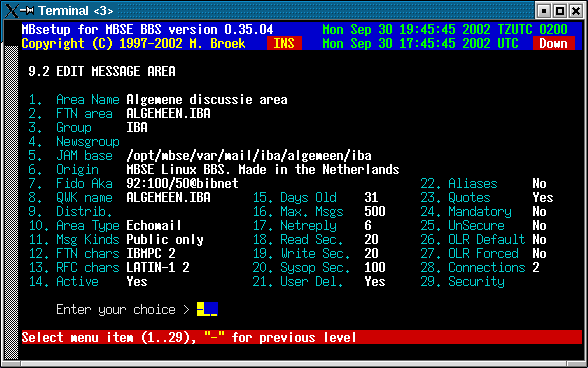 Terminal <3>
MBsetup for MBSE BBS version 0.35.04 Mon Sep 30 19:45:45 2002 TZUTC 0200
Copyright (C) 1997-2002 M. Broek INS Mon Sep 30 17:45:45 2002 UTC Down
9.2 EDIT MESSAGE AREA
1. Area Name Algemene discussie area
2. FTN area ALGEMEEN.IBA
3. Group IBA
4. Newsgroup
5. JAM base /opt/mbse/var/mail/iba/algemeen/iba
6. Origin MBSE Linux BBS. Made in the Netherlands
7. Fido Aka 92:100/50@bibnet 22. Aliases No
8. QWK name ALGEMEEN.IBA 15. Days Old 31 23. Quotes Yes
9. Distrib. 16. Max. Msgs 500 24. Mandatory No
10. Area Type Echomail 17. Netreply 6 25. UnSecure No
11. Msg Kinds Public only 18. Read Sec. 20 26. OLR Default No
12. FTN chars IBMPC 2 19. Write Sec. 20 27. OLR Forced No
13. RFC chars LATIN-1 2 20. Sysop Sec. 100 28. Connections 2
14. Active Yes 21. User Del. Yes 29. Security
Enter your choice > -
Select menu item (1..29), "-" for previous level